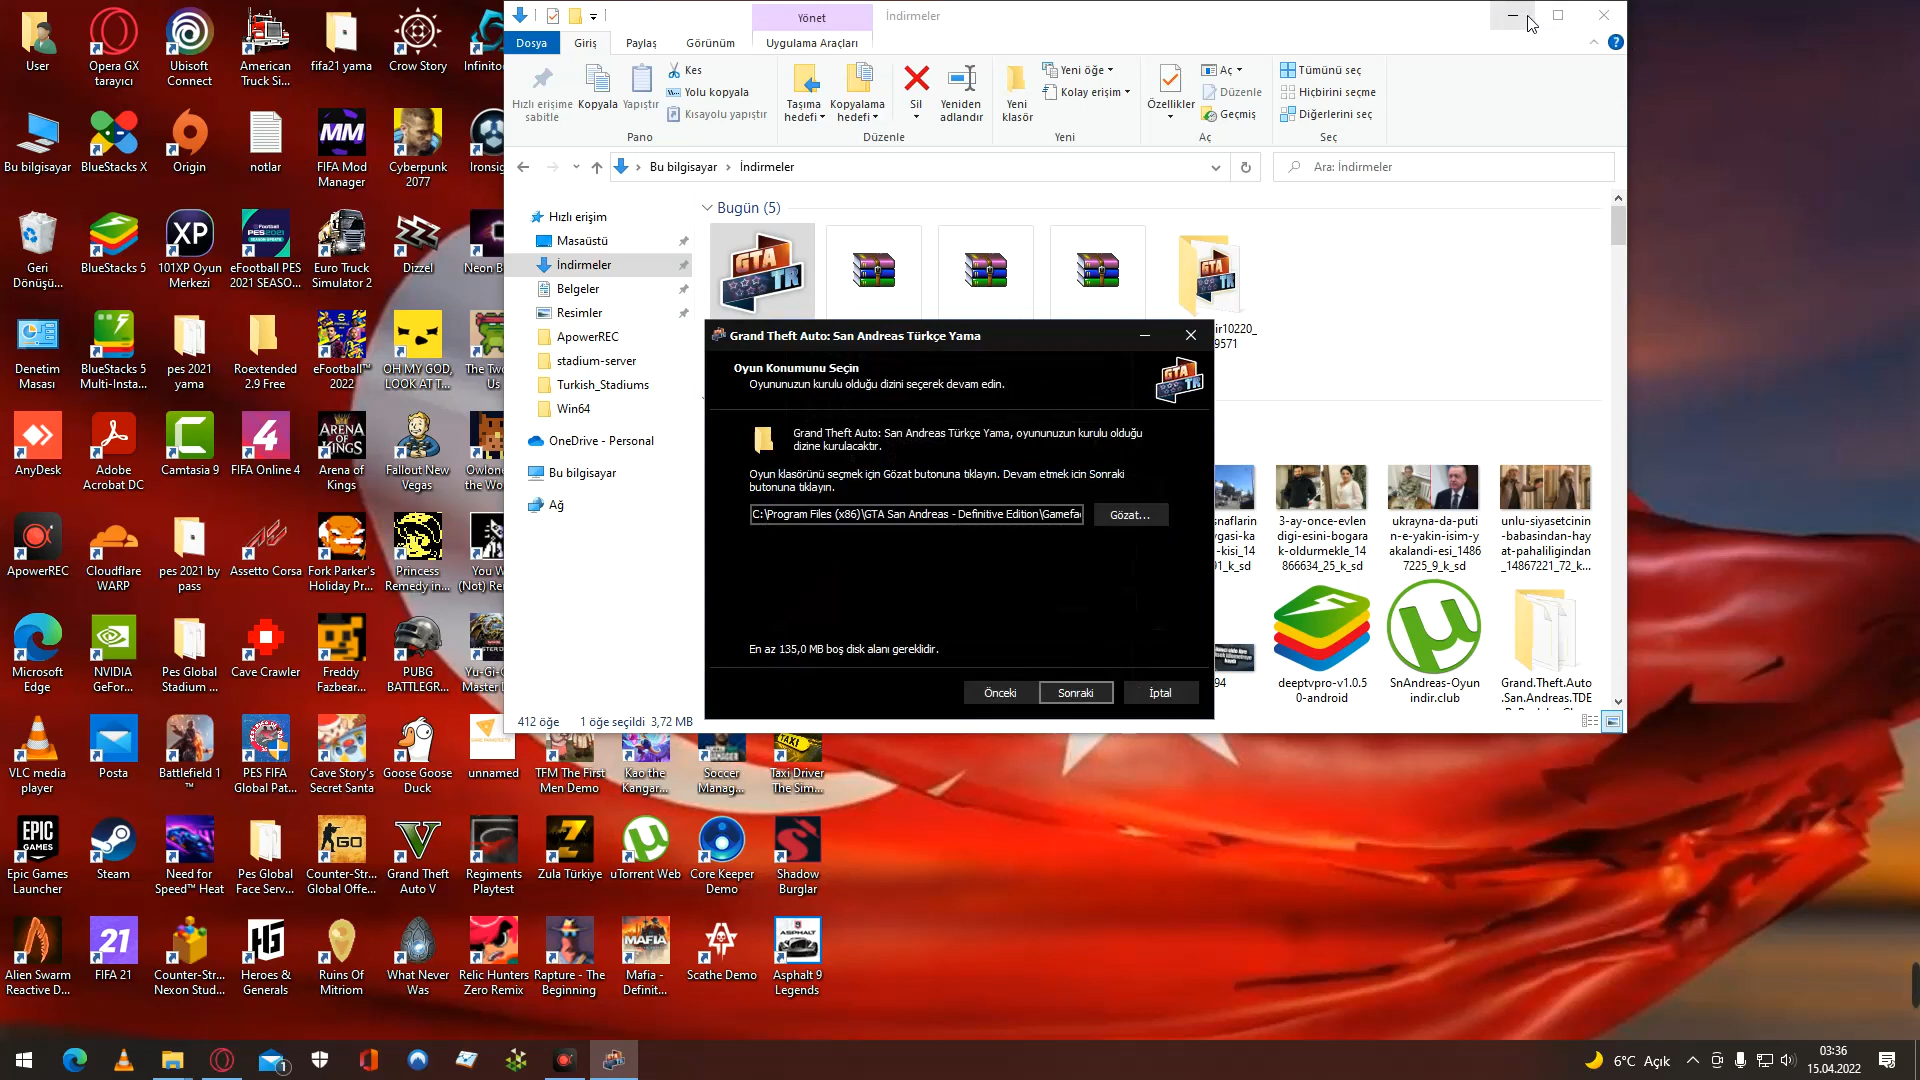 Yönet
İndirmeler
Dosya
Giriş
Paylaş
Görünüm
Uygulama Araçları
Hızlı erişime
sabitle
Kopyala
Yapıştır
Kes
Yolu kopyala
Kısayolu yapıştır
Pano
Taşıma
hedefi
Kopyalama
hedefi
Sil
Yeniden
adlandır
Düzenle
Yeni
klasör
Yeni öğe
Kolay erişim
Yeni
Özellikler
Aç
Düzenle
Geçmiş
Aç
Tümünü seç
Hiçbirini seçme
Diğerlerini seç
Seç
Bu bilgisayar
İndirmeler
Ara: İndirmeler
Hızlı erişim
Masaüstü
İndirmeler
Belgeler
Resimler
ApowerREC
stadium-server
Turkish_Stadiums
Win64
OneDrive - Personal
Bu bilgisayar
Ağ
Bugün (5)
ir10220_
9571
snafların
ygasi-ka
-kisi_14
91_k_sd
3-ay-once-evlen
digi-esini-bogara
k-oldurmekle_14
866634_25_k_sd
ukrayna-da-puti
n-e-yakin-isim-y
akalandi-esi_1486
7225_9_k_sd
unlu-siyasetcinin
-babasindan-hay
at-pahaliligindan
_14867221_72_k...
94
deeptvpro-v1.0.5
0-android
SnAndreas-Oyun
indir.club
Grand.Theft.Auto
.San.Andreas.TDE
412 öğe
1 öğe seçildi
3,72 MB
Grand Theft Auto: San Andreas Türkçe Yama
Oyun Konumunu Seçin
Oyununuzun kurulu olduğu dizini seçerek devam edin.
Grand Theft Auto: San Andreas Türkçe Yama, oyununuzun kurulu olduğu
dizine kurulacaktır.
Oyun klasörünü seçmek için Gözat butonuna tıklayın. Devam etmek için Sonraki
butonuna tıklayın.
C:\Program Files (x86)\GTA San Andreas - Definitive Edition\Gamefa
Gözat...
En az 135,0 MB boş disk alanı gereklidir.
Önceki
Sonraki
İptal
User
Opera GX
tarayıcı
Ubisoft
Connect
American
Truck Si...
fifa21 yama
Crow Story
Infinito
Bu bilgisayar
BlueStacks X
Origin
notlar
FIFA Mod
Manager
Cyberpunk
2077
Ironsig
Geri
Dönüşü...
BlueStacks 5
101XP Oyun
Merkezi
eFootball PES
2021 SEASO...
Euro Truck
Simulator 2
Dizzel
Neon B
Denetim
Masası
BlueStacks 5
Multi-Insta...
pes 2021
yama
Roextended
2.9 Free
eFootball™
2022
OH MY GOD,
LOOK AT T...
The Tw
Us
AnyDesk
Adobe
Acrobat DC
Camtasia 9
FIFA Online 4
Arena of
Kings
Fallout New
Vegas
Owlone
the Wo
ApowerREC
Cloudflare
WARP
pes 2021 by
pass
Assetto Corsa
Fork Parker's
Holiday Pr...
Princess
Remedy in...
You W
(Not) Re
Microsoft
Edge
NVIDIA
GeFor...
Pes Global
Stadium ...
Cave Crawler
Freddy
Fazbear...
PUBG
BATTLEGR...
Yu-Gi-O
Master D
VLC media
player
Posta
Battlefield 1
™
PES FIFA
Global Pat...
Cave Story's
Secret Santa
Goose Goose
Duck
unnamed
TFM The First
Men Demo
Kao the
Kangar...
Soccer
Manag...
Taxi Driver
The Sim...
Epic Games
Launcher
Steam
Need for
Speed™ Heat
Pes Global
Face Serv...
Counter-Str...
Global Offe...
Grand Theft
Auto V
Regiments
Playtest
Zula Türkiye
uTorrent Web
Core Keeper
Demo
Shadow
Burglar
Alien Swarm
Reactive D...
FIFA 21
Counter-Str...
Nexon Stud...
Heroes &
Generals
Ruins Of
Mitriom
What Never
Was
Relic Hunters
Zero Remix
Rapture - The
Beginning
Mafia -
Definit...
Scathe Demo
Asphalt 9
Legends
6°C Açık
03:36
15.04.2022